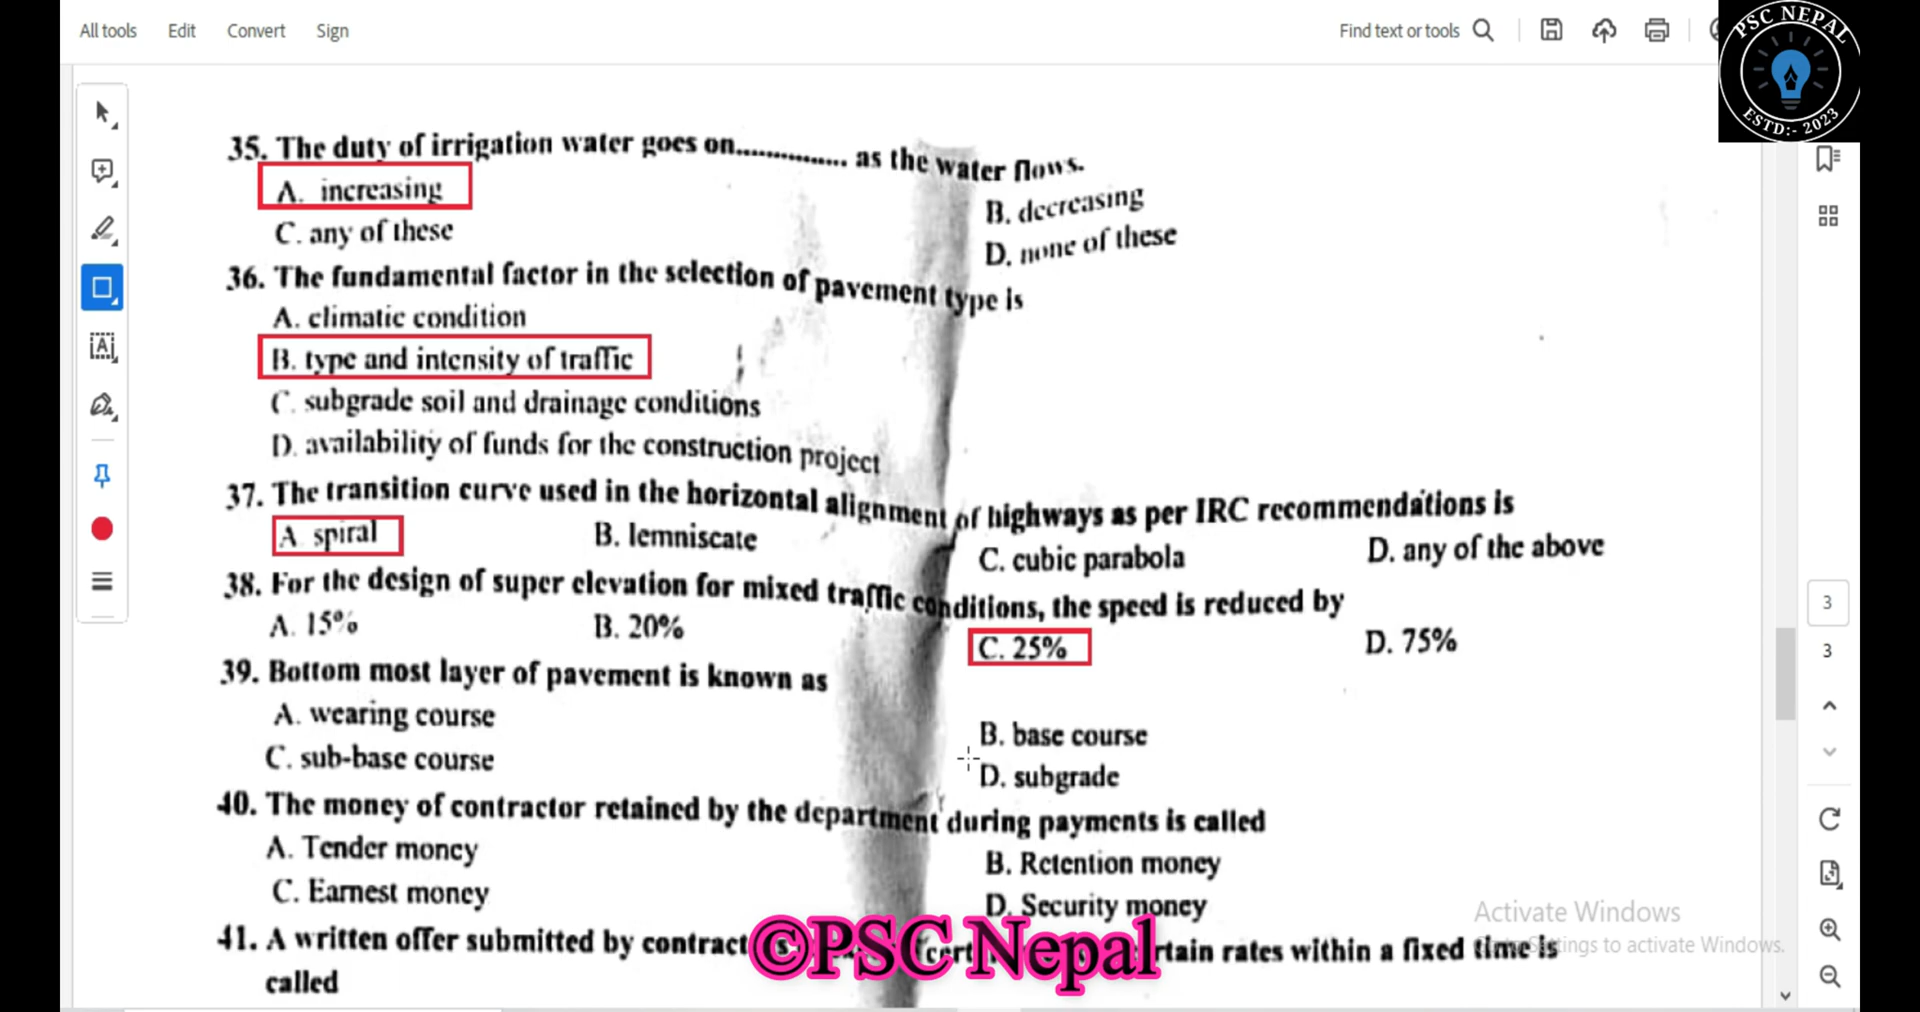 All tools Edit Convert Sign Find text or tools
PSC NEPAL
ESTD:- 2023
35. The duty of irrigation water goes on.............. as the water flows.
A. increasing B. decreasing
C. any of these D. none of these
36. The fundamental factor in the selection of pavement type is
A. climatic condition
B. type and intensity of traffic
C. subgrade soil and drainage conditions
D. availability of funds for the construction project
37. The transition curve used in the horizontal alignment of highways as per IRC recommendations is
A. spiral B. lemniscate C. cubic parabola D. any of the above
38. For the design of super elevation for mixed traffic conditions, the speed is reduced by
A. 15% B. 20% C. 25% D. 75%
3
3
39. Bottom most layer of pavement is known as
A. wearing course B. base course
C. sub-base course D. subgrade
40. The money of contractor retained by the department during payments is called
A. Tender money B. Retention money
C. Earnest money D. Security money
Activate Windows
Go to Settings to activate Windows.
41. A written offer submitted by rates within a fixed time is
called
©PSC Nepal